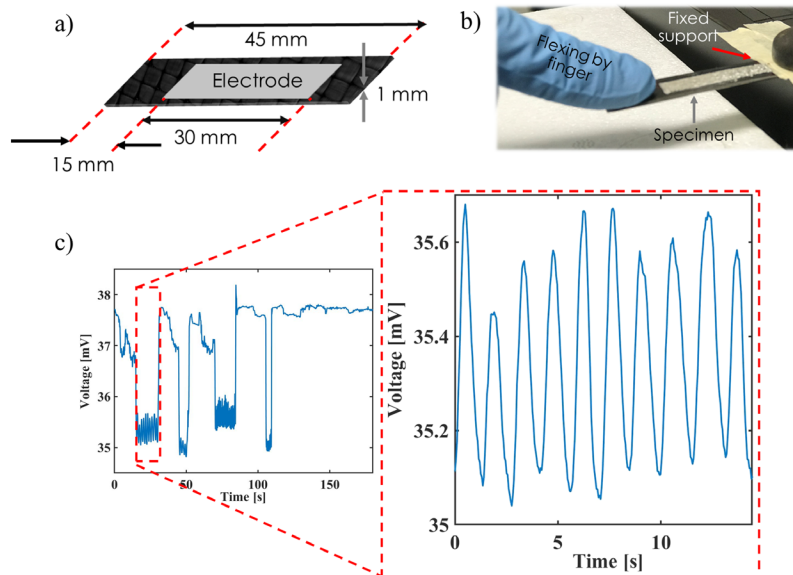 a)
45 mm
Electrode
1 mm
30 mm
15 mm
b)
Fixed
support
Flexing by
finger
Specimen
c)
38
37
36
35
Voltage [mV]
0
50
100
150
Time [s]
35.6
35.4
35.2
35
Voltage [mV]
0
5
10
Time [s]